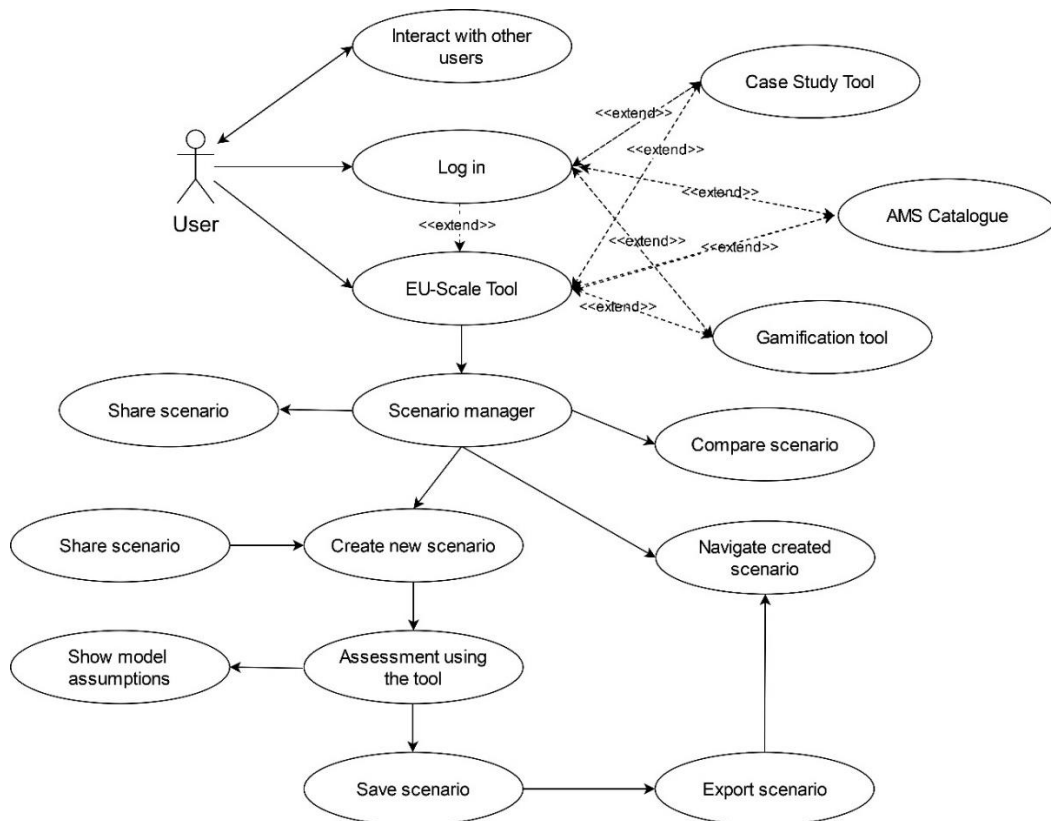 Interact with other
users
Case Study Tool
<<extend>>
<<extend>>
Log in
<<extend>>
AMS Catalogue
User
<<extend>>
<<extend>>
<<extend>>
EU-Scale Tool
<<extend>>
Gamification tool
Share scenario
Scenario manager
Compare scenario
Share scenario
Create new scenario
Navigate created
scenario
Show model
assumptions
Assessment using
the tool
Save scenario
Export scenario